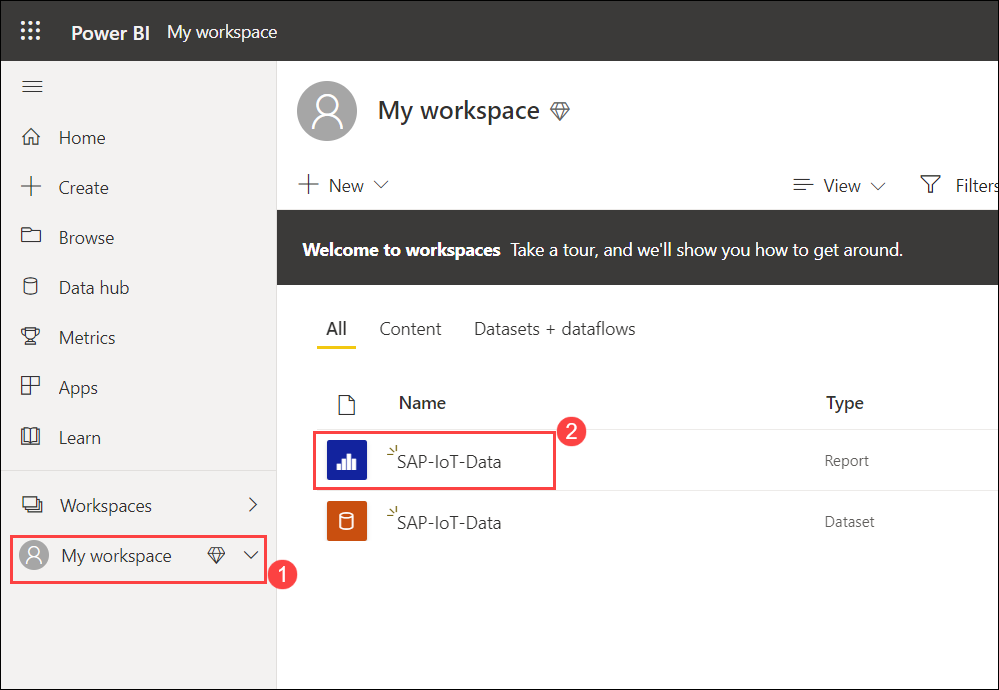 Power BI My workspace
Home
Create
Browse
Data hub
Metrics
Apps
Learn
Workspaces
My workspace
1
My workspace
New
View
Filters
Welcome to workspaces Take a tour, and we'll show you how to get around.
All Content Datasets + dataflows
Name Type
2
SAP-IoT-Data Report
SAP-IoT-Data Dataset